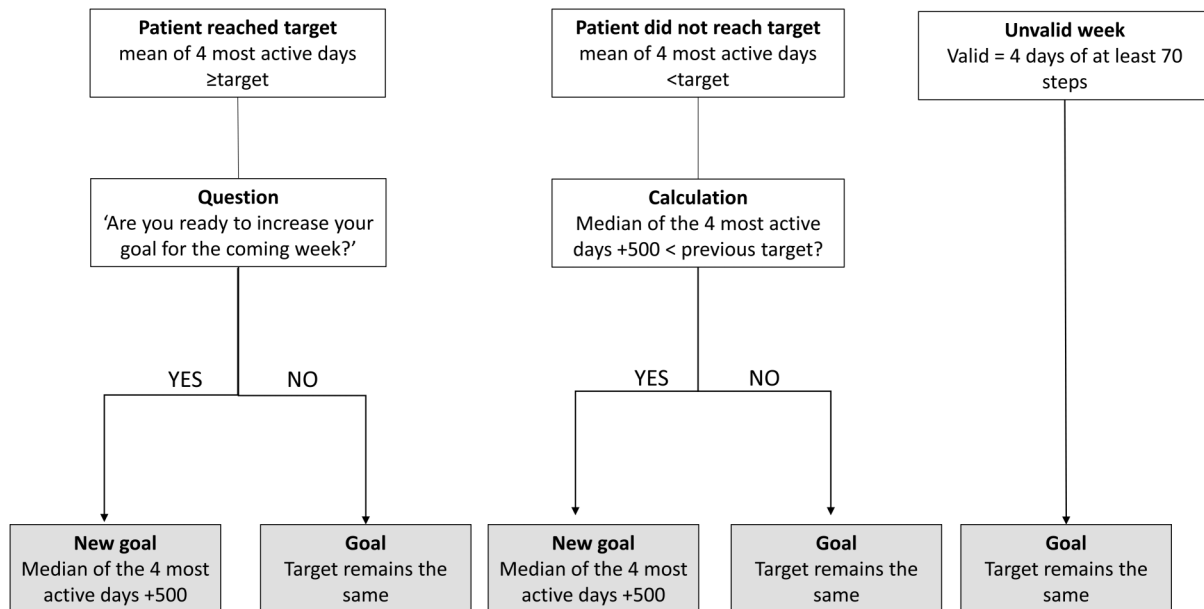 Patient reached target
mean of 4 most active days
≥target
Patient did not reach target
mean of 4 most active days
<target
Unvalid week
Valid = 4 days of at least 70
steps
Question
‘Are you ready to increase your
goal for the coming week?’
Calculation
Median of the 4 most active
days +500 < previous target?
YES
NO
YES
NO
New goal
Median of the 4 most
active days +500
Goal
Target remains the
same
New goal
Median of the 4 most
active days +500
Goal
Target remains the
same
Goal
Target remains the
same